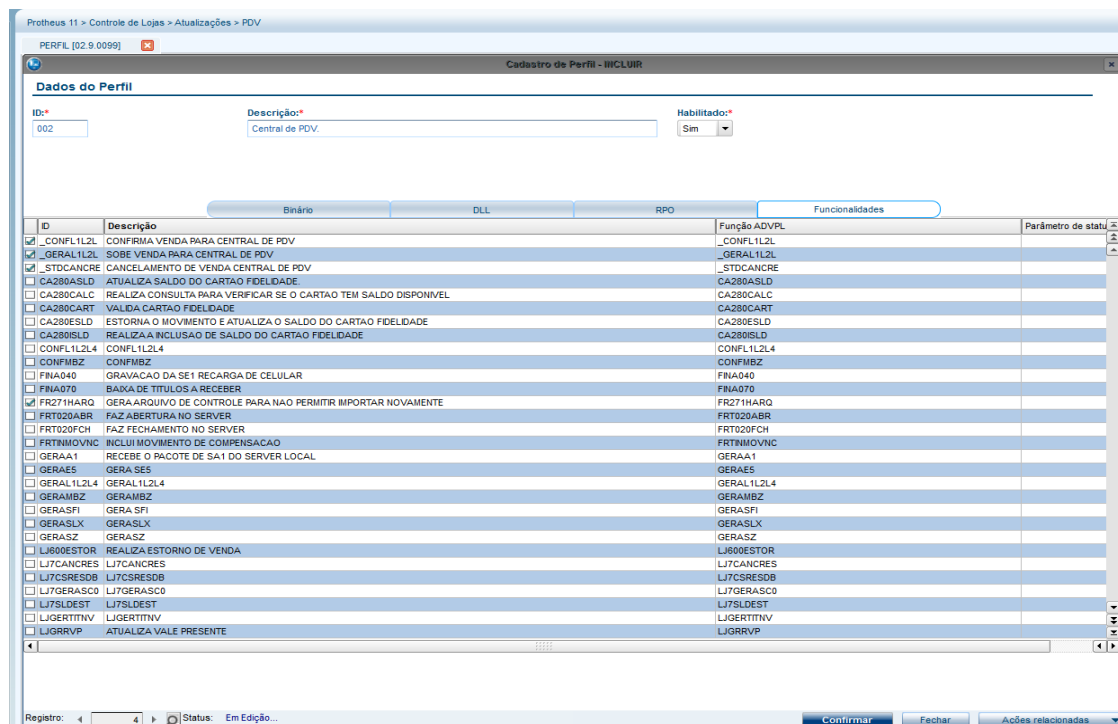 Protheus 11 > Controle de Lojas > Atualizações > PDV
PERFIL [02.9.0099]
Cadastro de Perfil - INCLUIR
Dados do Perfil
ID:* Descrição:* Habilitado:*
002 Central de PDV. Sim
Binário DLL RPO Funcionalidades
ID Descrição Função ADVPL Parâmetro de statu
_CONFL1L2L CONFIRMA VENDA PARA CENTRAL DE PDV _CONFL1L2L
_GERAL1L2L SOBE VENDA PARA CENTRAL DE PDV _GERAL1L2L
_STDCANCRE CANCELAMENTO DE VENDA CENTRAL DE PDV _STDCANCRE
CA280ASLD ATUALIZA SALDO DO CARTAO FIDELIDADE. CA280ASLD
CA280CALC REALIZA CONSULTA PARA VERIFICAR SE O CARTAO TEM SALDO DISPONIVEL CA280CALC
CA280CART VALIDA CARTAO FIDELIDADE CA280CART
CA280ESLD ESTORNA O MOVIMENTO E ATUALIZA O SALDO DO CARTAO FIDELIDADE CA280ESLD
CA280ISLD REALIZA A INCLUSAO DE SALDO DO CARTAO FIDELIDADE CA280ISLD
CONFL1L2L4 CONFL1L2L4 CONFL1L2L4
CONFMBZ CONFMBZ CONFMBZ
FINA040 GRAVACAO DA SE1 RECARGA DE CELULAR FINA040
FINA070 BAIXA DE TITULOS A RECEBER FINA070
FR271HARQ GERA ARQUIVO DE CONTROLE PARA NAO PERMITIR IMPORTAR NOVAMENTE FR271HARQ
FRT020ABR FAZ ABERTURA NO SERVER FRT020ABR
FRT020FCH FAZ FECHAMENTO NO SERVER FRT020FCH
FRTINMOVNC INCLUI MOVIMENTO DE COMPENSACAO FRTINMOVNC
GERAA1 RECEBE O PACOTE DE SA1 DO SERVER LOCAL GERAA1
GERAE5 GERA SE5 GERAE5
GERAL1L2L4 GERAL1L2L4 GERAL1L2L4
GERAMBZ GERAMBZ GERAMBZ
GERASFI GERA SFI GERASFI
GERASLX GERASLX GERASLX
GERASZ GERASZ GERASZ
LJ600ESTOR REALIZA ESTORNO DE VENDA LJ600ESTOR
LJ7CANCRES LJ7CANCRES LJ7CANCRES
LJ7CSRESDB LJ7CSRESDB LJ7CSRESDB
LJ7GERASC0 LJ7GERASC0 LJ7GERASC0
LJ7SLDEST LJ7SLDEST LJ7SLDEST
LJGERTITNV LJGERTITNV LJGERTITNV
LJGRRVP ATUALIZA VALE PRESENTE LJGRRVP
Registro: 4 Status: Em Edição... Confirmar Fechar Ações relacionadas